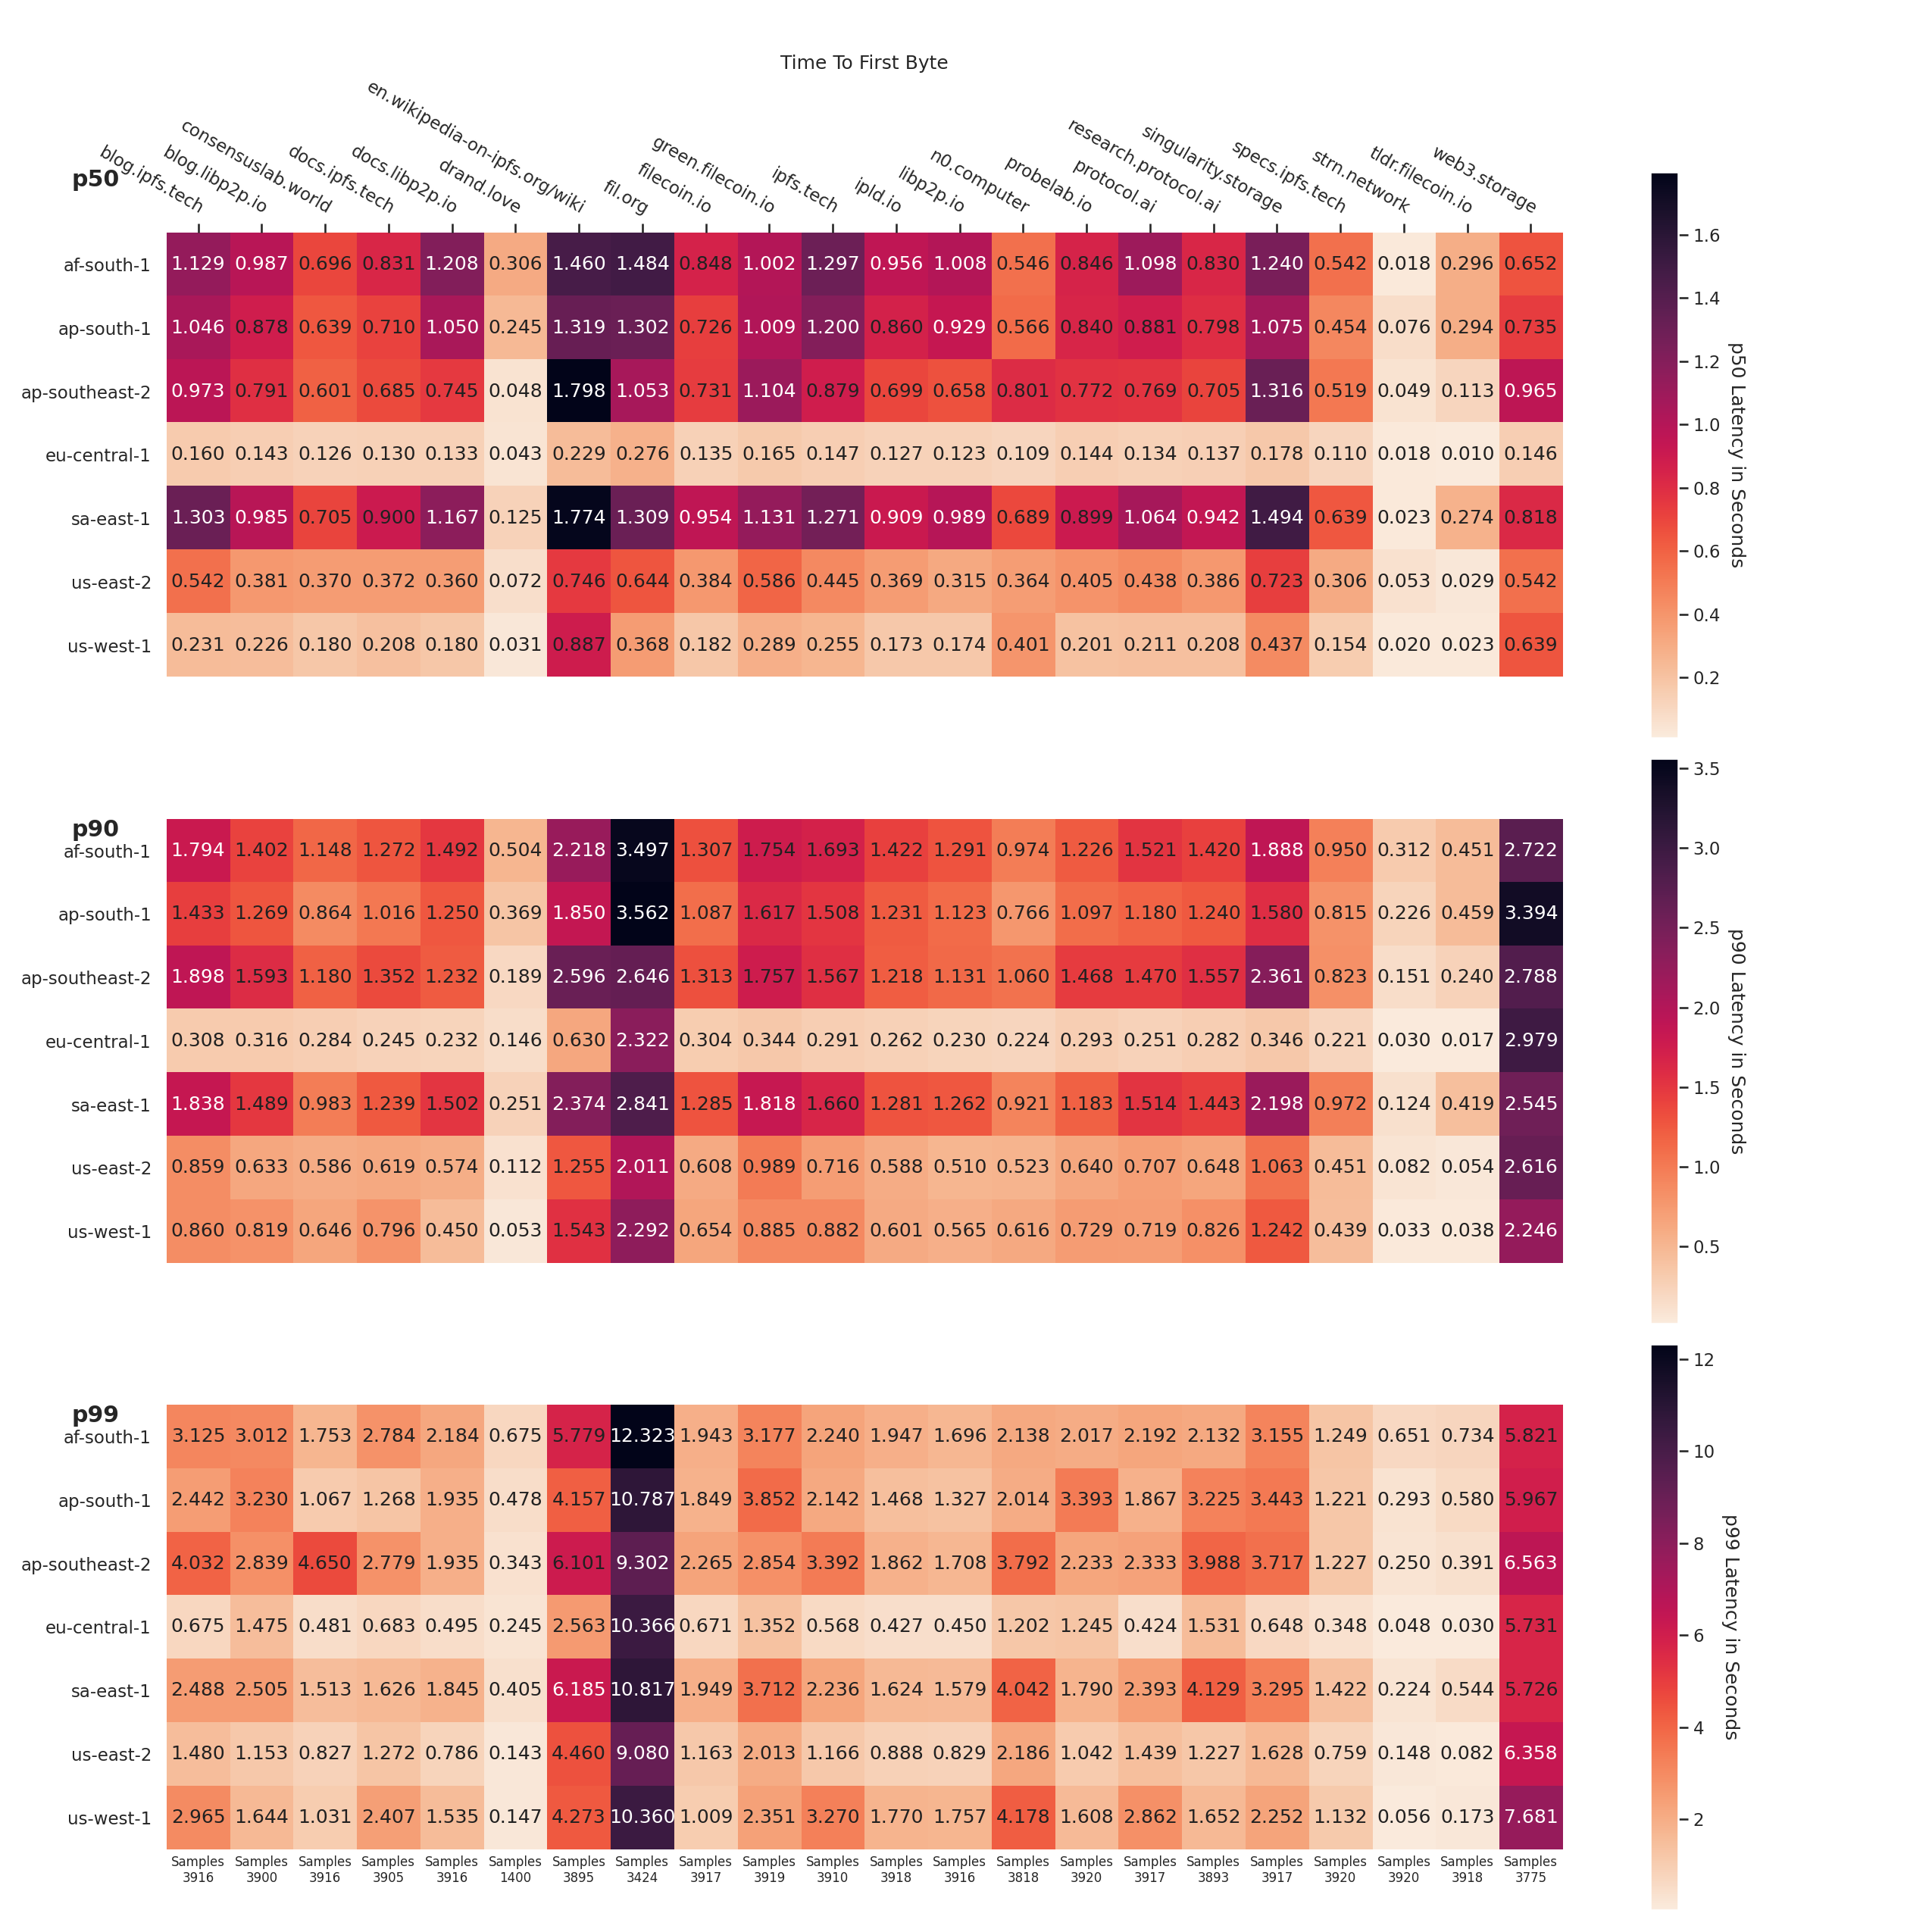 Time To First Byte
p50
blog.ipfs.tech
blog.libp2p.io
consensuslab.world
docs.ipfs.tech
docs.libp2p.io
drand.love
en.wikipedia-on-ipfs.org/wiki
fil.org
filecoin.io
green.filecoin.io
ipfs.tech
ipld.io
libp2p.io
n0.computer
probelab.io
protocol.ai
research.protocol.ai
singularity.storage
specs.ipfs.tech
strn.network
tldr.filecoin.io
web3.storage
af-south-1 1.129 0.987 0.696 0.831 1.208 0.306 1.460 1.484 0.848 1.002 1.297 0.956 1.008 0.546 0.846 1.098 0.830 1.240 0.542 0.018 0.296 0.652
ap-south-1 1.046 0.878 0.639 0.710 1.050 0.245 1.319 1.302 0.726 1.009 1.200 0.860 0.929 0.566 0.840 0.881 0.798 1.075 0.454 0.076 0.294 0.735
ap-southeast-2 0.973 0.791 0.601 0.685 0.745 0.048 1.798 1.053 0.731 1.104 0.879 0.699 0.658 0.801 0.772 0.769 0.705 1.316 0.519 0.049 0.113 0.965
eu-central-1 0.160 0.143 0.126 0.130 0.133 0.043 0.229 0.276 0.135 0.165 0.147 0.127 0.123 0.109 0.144 0.134 0.137 0.178 0.110 0.018 0.010 0.146
sa-east-1 1.303 0.985 0.705 0.900 1.167 0.125 1.774 1.309 0.954 1.131 1.271 0.909 0.989 0.689 0.899 1.064 0.942 1.494 0.639 0.023 0.274 0.818
us-east-2 0.542 0.381 0.370 0.372 0.360 0.072 0.746 0.644 0.384 0.586 0.445 0.369 0.315 0.364 0.405 0.438 0.386 0.723 0.306 0.053 0.029 0.542
us-west-1 0.231 0.226 0.180 0.208 0.180 0.031 0.887 0.368 0.182 0.289 0.255 0.173 0.174 0.401 0.201 0.211 0.208 0.437 0.154 0.020 0.023 0.639
1.6
1.4
1.2
1.0
0.8
0.6
0.4
0.2
p50 Latency in Seconds
p90
af-south-1 1.794 1.402 1.148 1.272 1.492 0.504 2.218 3.497 1.307 1.754 1.693 1.422 1.291 0.974 1.226 1.521 1.420 1.888 0.950 0.312 0.451 2.722
ap-south-1 1.433 1.269 0.864 1.016 1.250 0.369 1.850 3.562 1.087 1.617 1.508 1.231 1.123 0.766 1.097 1.180 1.240 1.580 0.815 0.226 0.459 3.394
ap-southeast-2 1.898 1.593 1.180 1.352 1.232 0.189 2.596 2.646 1.313 1.757 1.567 1.218 1.131 1.060 1.468 1.470 1.557 2.361 0.823 0.151 0.240 2.788
eu-central-1 0.308 0.316 0.284 0.245 0.232 0.146 0.630 2.322 0.304 0.344 0.291 0.262 0.230 0.224 0.293 0.251 0.282 0.346 0.221 0.030 0.017 2.979
sa-east-1 1.838 1.489 0.983 1.239 1.502 0.251 2.374 2.841 1.285 1.818 1.660 1.281 1.262 0.921 1.183 1.514 1.443 2.198 0.972 0.124 0.419 2.545
us-east-2 0.859 0.633 0.586 0.619 0.574 0.112 1.255 2.011 0.608 0.989 0.716 0.588 0.510 0.523 0.640 0.707 0.648 1.063 0.451 0.082 0.054 2.616
us-west-1 0.860 0.819 0.646 0.796 0.450 0.053 1.543 2.292 0.654 0.885 0.882 0.601 0.565 0.616 0.729 0.719 0.826 1.242 0.439 0.033 0.038 2.246
3.5
3.0
2.5
2.0
1.5
1.0
0.5
p90 Latency in Seconds
p99
af-south-1 3.125 3.012 1.753 2.784 2.184 0.675 5.779 12.323 1.943 3.177 2.240 1.947 1.696 2.138 2.017 2.192 2.132 3.155 1.249 0.651 0.734 5.821
ap-south-1 2.442 3.230 1.067 1.268 1.935 0.478 4.157 10.787 1.849 3.852 2.142 1.468 1.327 2.014 3.393 1.867 3.225 3.443 1.221 0.293 0.580 5.967
ap-southeast-2 4.032 2.839 4.650 2.779 1.935 0.343 6.101 9.302 2.265 2.854 3.392 1.862 1.708 3.792 2.233 2.333 3.988 3.717 1.227 0.250 0.391 6.563
eu-central-1 0.675 1.475 0.481 0.683 0.495 0.245 2.563 10.366 0.671 1.352 0.568 0.427 0.450 1.202 1.245 0.424 1.531 0.648 0.348 0.048 0.030 5.731
sa-east-1 2.488 2.505 1.513 1.626 1.845 0.405 6.185 10.817 1.949 3.712 2.236 1.624 1.579 4.042 1.790 2.393 4.129 3.295 1.422 0.224 0.544 5.726
us-east-2 1.480 1.153 0.827 1.272 0.786 0.143 4.460 9.080 1.163 2.013 1.166 0.888 0.829 2.186 1.042 1.439 1.227 1.628 0.759 0.148 0.082 6.358
us-west-1 2.965 1.644 1.031 2.407 1.535 0.147 4.273 10.360 1.009 2.351 3.270 1.770 1.757 4.178 1.608 2.862 1.652 2.252 1.132 0.056 0.173 7.681
Samples Samples Samples Samples Samples Samples Samples Samples Samples Samples Samples Samples Samples Samples Samples Samples Samples Samples Samples Samples Samples Samples
3916 3900 3916 3905 3916 1400 3895 3424 3917 3919 3910 3918 3916 3818 3920 3917 3893 3917 3920 3920 3918 3775
12
10
8
6
4
2
p99 Latency in Seconds